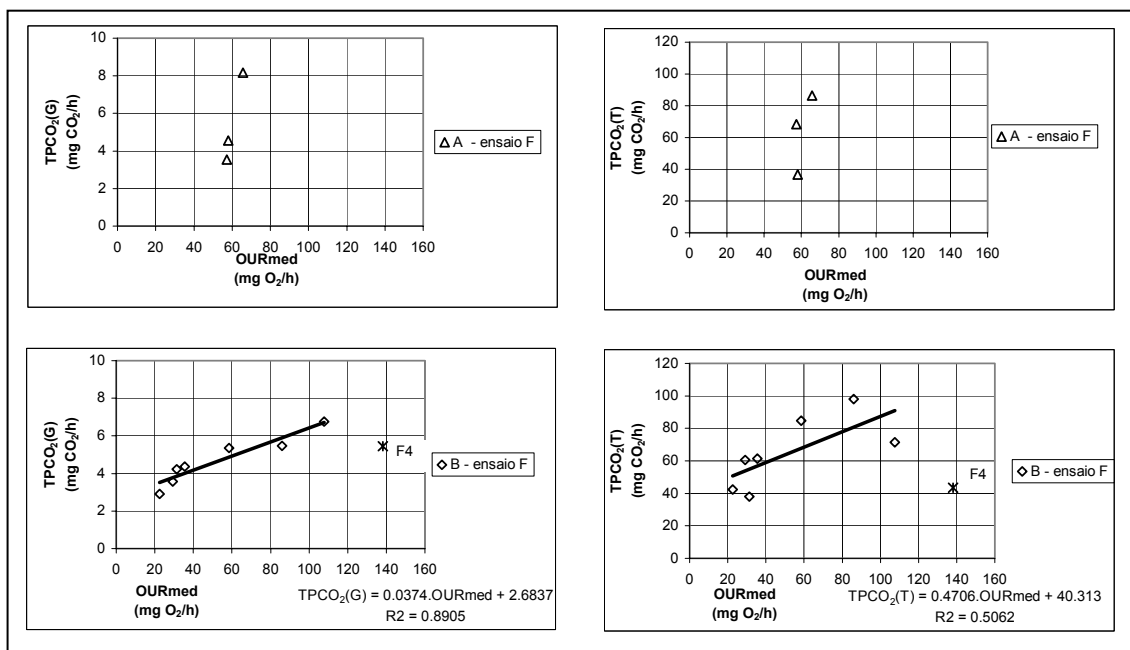 TPCO₂(G)
(mg CO₂/h)
10
8
6
4
2
0
0 20 40 60 80 100 120 140 160
OURmed
(mg O₂/h)
A - ensaio F
TPCO₂(T)
(mg CO₂/h)
120
100
80
60
40
20
0
0 20 40 60 80 100 120 140 160
OURmed
(mg O₂/h)
A - ensaio F
TPCO₂(G)
(mg CO₂/h)
10
8
6
4
2
0
0 20 40 60 80 100 120 140 160
F4
B - ensaio F
OURmed
(mg O₂/h)
TPCO₂(G) = 0.0374.OURmed + 2.6837
R2 = 0.8905
TPCO₂(T)
(mg CO₂/h)
120
100
80
60
40
20
0
0 20 40 60 80 100 120 140 160
F4
B - ensaio F
OURmed
(mg O₂/h)
TPCO₂(T) = 0.4706.OURmed + 40.313
R2 = 0.5062